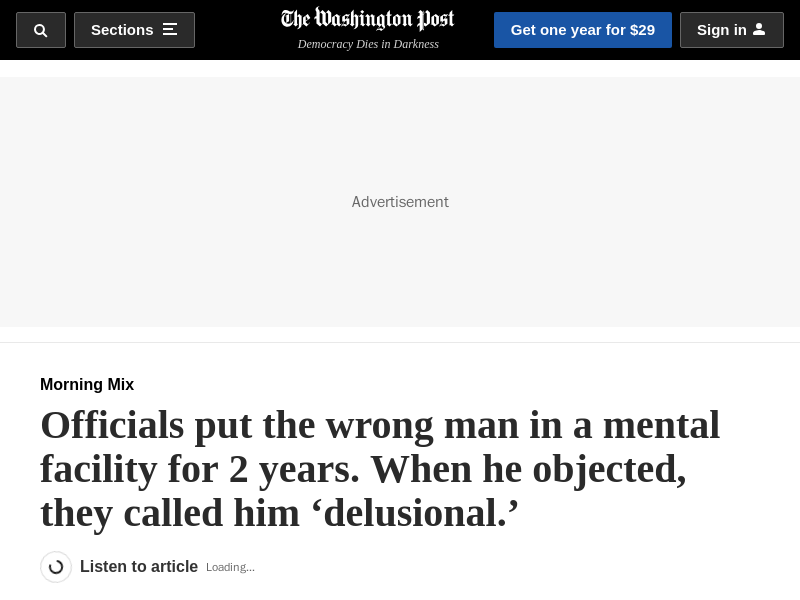 Sections
The Washington Post
Democracy Dies in Darkness
Get one year for $29
Sign in
Advertisement
Morning Mix
Officials put the wrong man in a mental
facility for 2 years. When he objected,
they called him ‘delusional.’
Listen to article Loading...